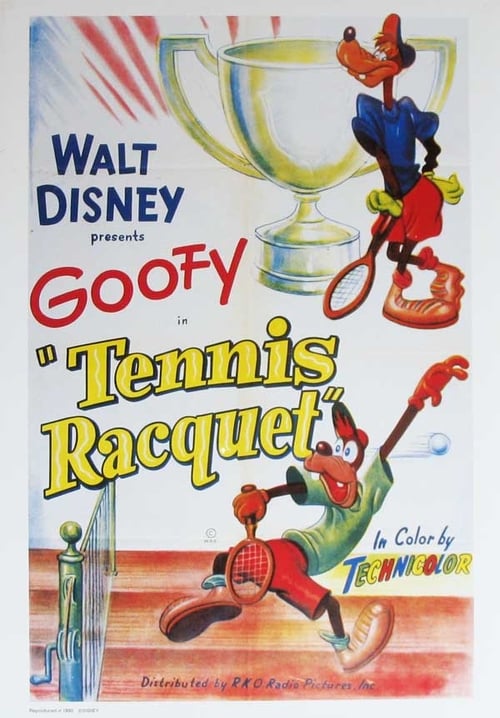 WALT
DISNEY
presents
GOOFY
in
"Tennis
Racquet"
©
In Color by
TECHNICOLOR
Distributed by RKO Radio Pictures, Inc.